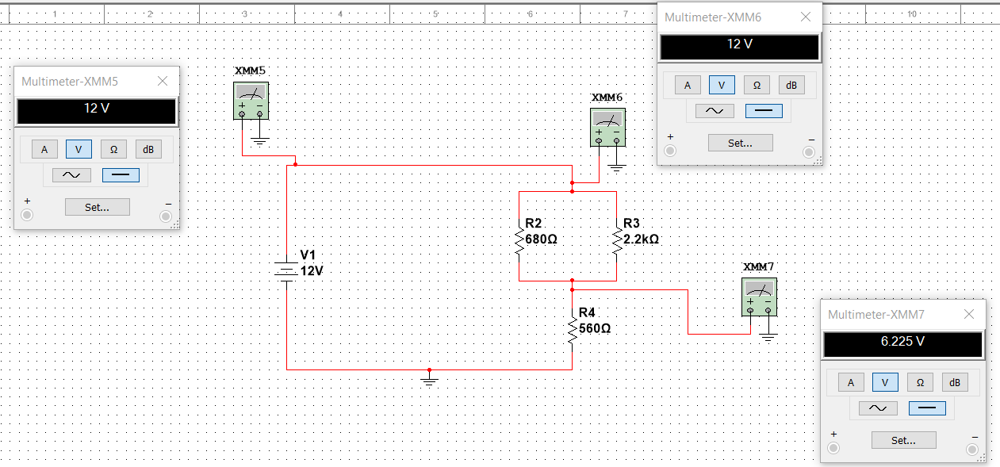 1 2 3 4 5 6 7 10
Multimeter-XMM5
12 V
A V Ω dB
Set...
+ −
XMM5
+ −
V1
12V
R2
680Ω
R3
2.2kΩ
R4
560Ω
XMM6
+ −
Multimeter-XMM6
12 V
A V Ω dB
Set...
+ −
XMM7
+ −
Multimeter-XMM7
6.225 V
A V Ω dB
Set...
+ −